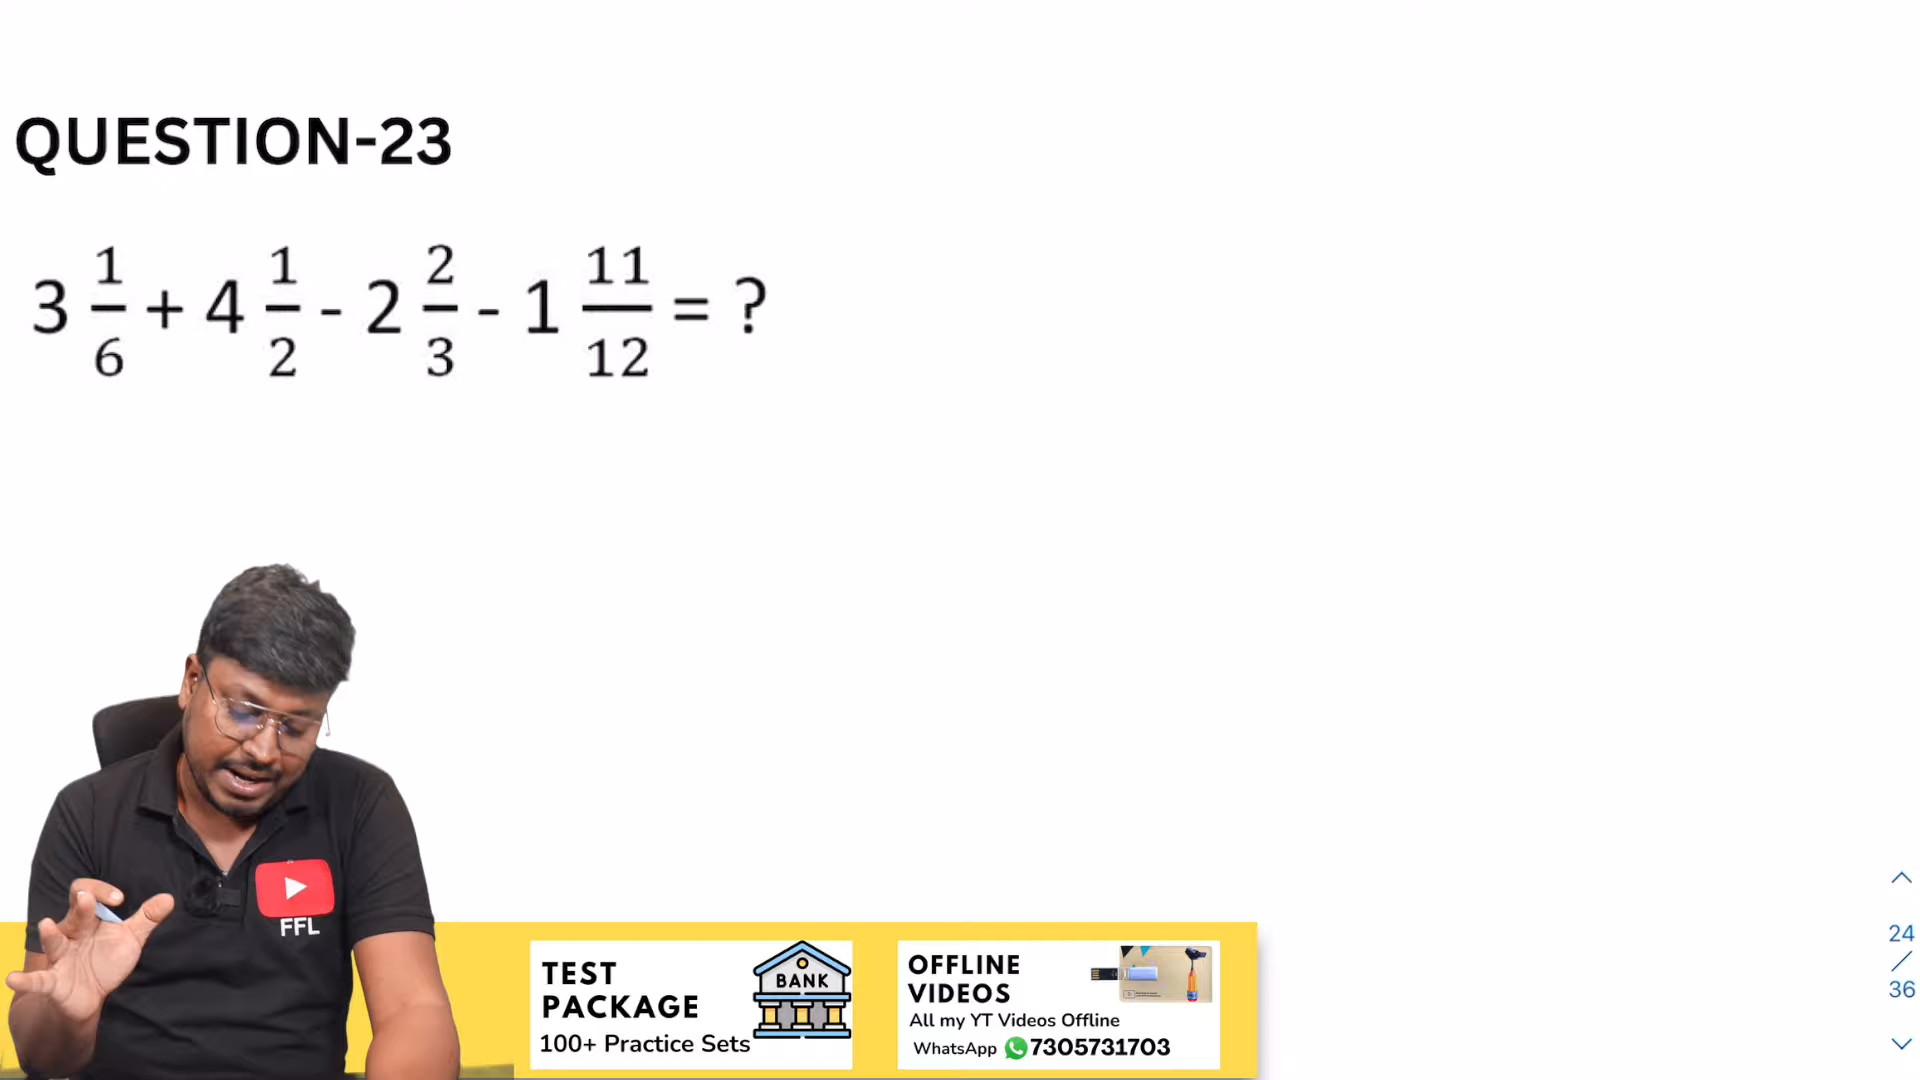 QUESTION-23
3 1/6 + 4 1/2 - 2 2/3 - 1 11/12 = ?
FFL
TEST
PACKAGE
100+ Practice Sets
BANK
OFFLINE
VIDEOS
All my YT Videos Offline
WhatsApp 7305731703
24
/
36